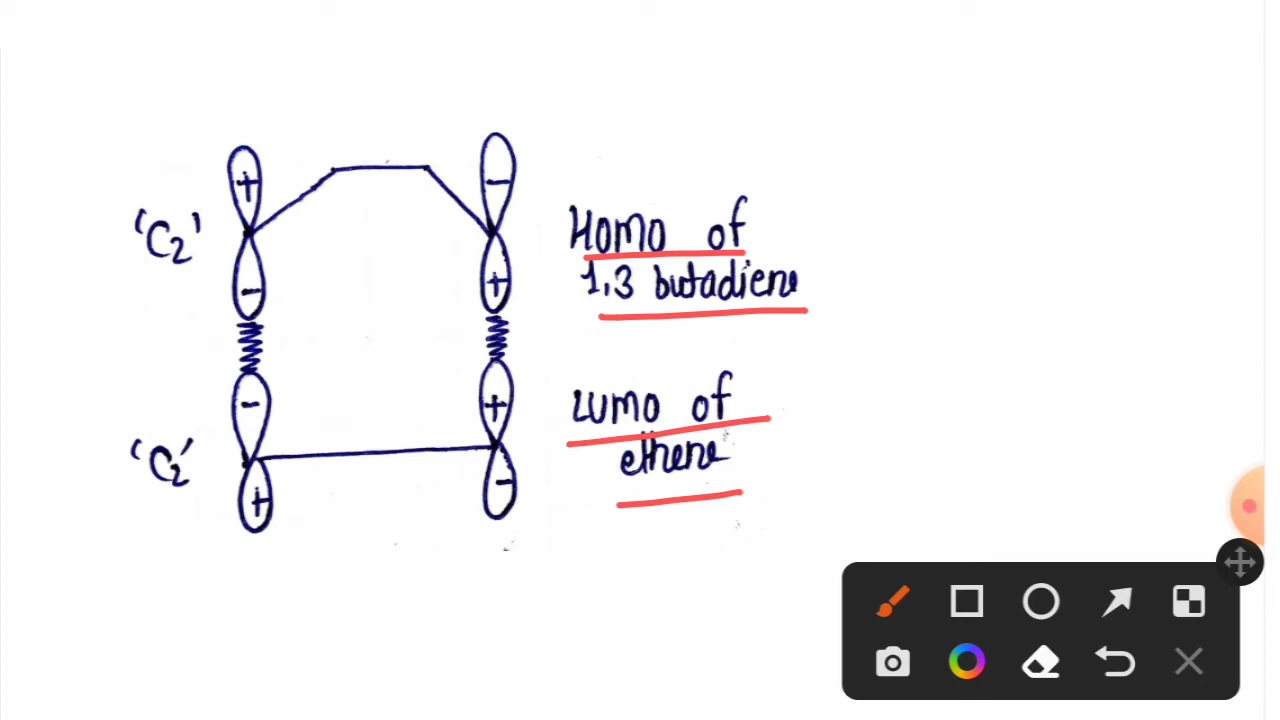 + -
'C2'
- +
Homo of
1,3 butadiene
- +
LUMO of
ethene
'C2'
+ -